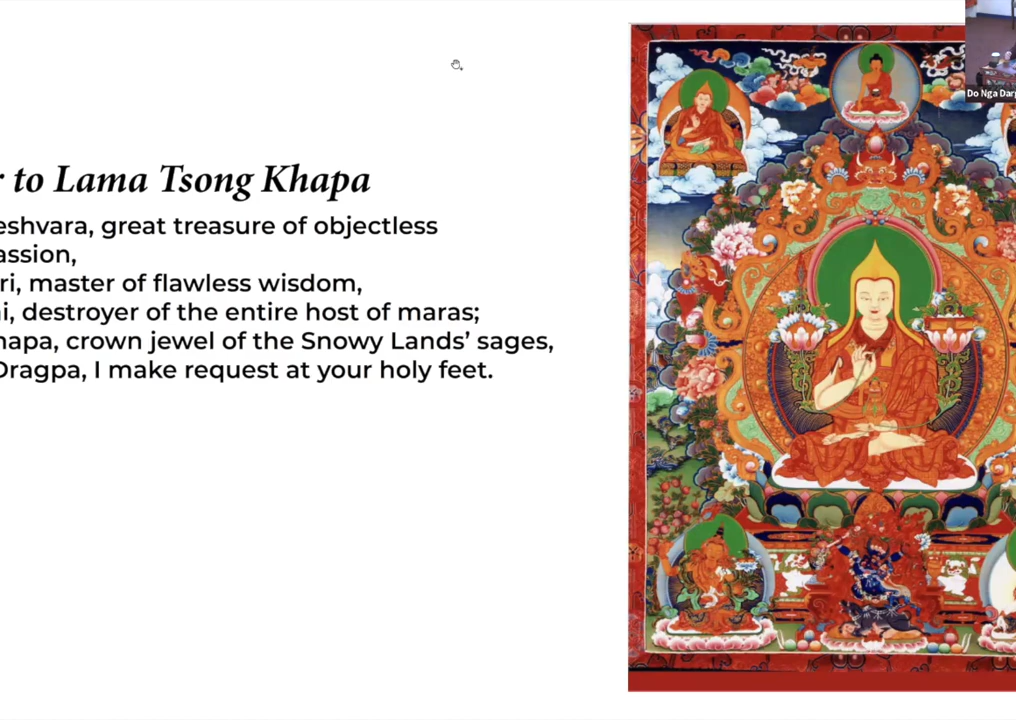 r to Lama Tsong Khapa
eshvara, great treasure of objectless
assion,
ri, master of flawless wisdom,
ni, destroyer of the entire host of maras;
hapa, crown jewel of the Snowy Lands’ sages,
Dragpa, I make request at your holy feet.
Do Nga Darg